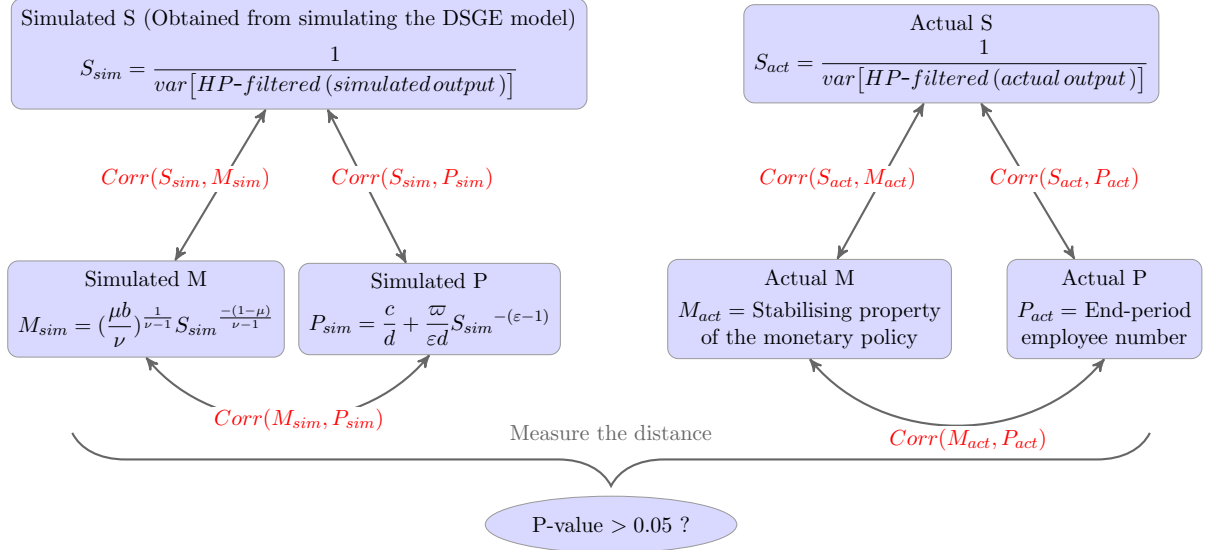 Simulated S (Obtained from simulating the DSGE model)
$S_{sim} = \frac{1}{var[HP\text{-}filtered\,(simulated\,output)]}$
Actual S
$S_{act} = \frac{1}{var[HP\text{-}filtered\,(actual\,output)]}$
$Corr(S_{sim}, M_{sim})$
$Corr(S_{sim}, P_{sim})$
$Corr(S_{act}, M_{act})$
$Corr(S_{act}, P_{act})$
Simulated M
$M_{sim} = (\frac{\mu b}{\nu})^{\frac{1}{\nu-1}} S_{sim}^{\frac{-(1-\mu)}{\nu-1}}$
Simulated P
$P_{sim} = \frac{c}{d} + \frac{\varpi}{\varepsilon d} S_{sim}^{-(\varepsilon-1)}$
Actual M
$M_{act}$ = Stabilising property
of the monetary policy
Actual P
$P_{act}$ = End-period
employee number
$Corr(M_{sim}, P_{sim})$
Measure the distance
$Corr(M_{act}, P_{act})$
P-value > 0.05 ?